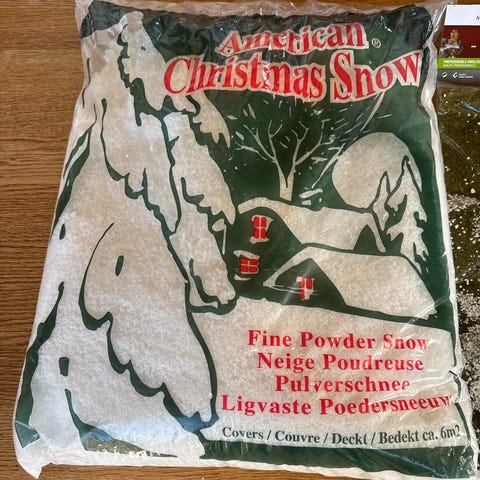 American ®
Christmas Snow
Fine Powder Snow
Neige Poudreuse
Pulverschnee
Ligvaste Poedersneeuw
Covers / Couvre / Deckt / Bedekt ca. 6m2